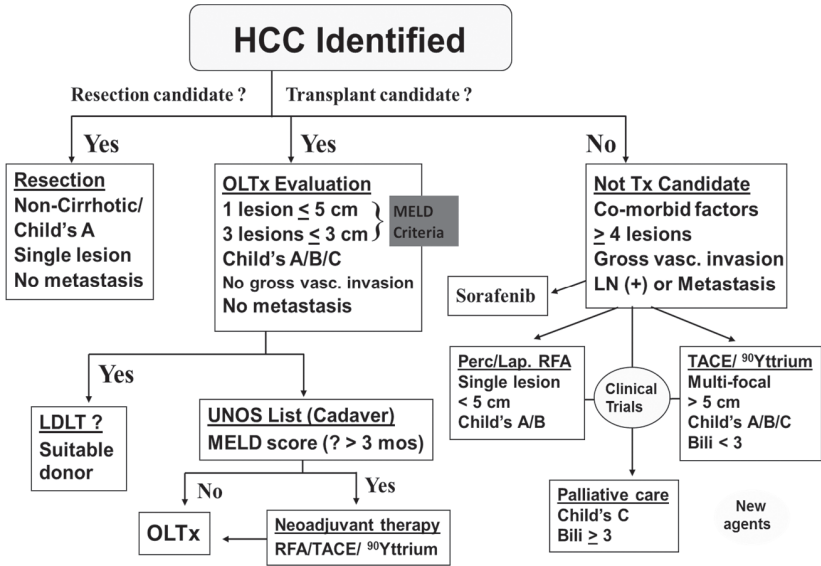 HCC Identified
Resection candidate ?
Transplant candidate ?
Yes
Yes
No
Resection
Non-Cirrhotic/
Child's A
Single lesion
No metastasis
OLTx Evaluation
1 lesion ≤ 5 cm
3 lesions ≤ 3 cm
Child's A/B/C
No gross vasc. invasion
No metastasis
MELD
Criteria
Not Tx Candidate
Co-morbid factors
≥ 4 lesions
Gross vasc. invasion
LN (+) or Metastasis
Sorafenib
Yes
LDLT ?
Suitable
donor
UNOS List (Cadaver)
MELD score (? > 3 mos)
No
Yes
OLTx
Neoadjuvant therapy
RFA/TACE/ ⁹⁰Yttrium
Perc/Lap. RFA
Single lesion
< 5 cm
Child's A/B
Clinical
Trials
TACE/ ⁹⁰Yttrium
Multi-focal
> 5 cm
Child's A/B/C
Bili < 3
Palliative care
Child's C
Bili ≥ 3
New
agents